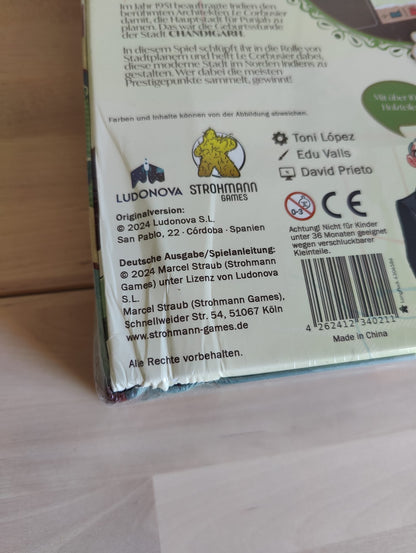 Im Jahr 1951 beauftragte Indien den
berühmten Architekten Le Corbusier
damit, die Hauptstadt für Punjab zu
planen. Das war die Geburtsstunde
der Stadt CHANDIGARH.
In diesem Spiel schlüpft ihr in die Rolle von
Stadtplanern und helft Le Corbusier dabei,
diese moderne Stadt im Norden Indiens zu
gestalten. Wer dabei die meisten
Prestigepunkte sammelt, gewinnt!
Mit über
Holzteile
Farben und Inhalte können von der Abbildung abweichen.
LUDONOVA
STROHMANN
GAMES
Toni López
Edu Valls
David Prieto
0-3
CE
Originalversion:
© 2024 Ludonova S.L.
San Pablo, 22 · Córdoba · Spanien
Achtung! Nicht für Kinder
unter 36 Monaten geeignet
wegen verschluckbarer
Kleinteile.
Deutsche Ausgabe/Spielanleitung:
© 2024 Marcel Straub (Strohmann
Games) unter Lizenz von Ludonova
S.L.
Marcel Straub (Strohmann Games),
Schnellweider Str. 54, 51067 Köln
www.strohmann-games.de
4 262412 340211
Made in China
Alle Rechte vorbehalten.